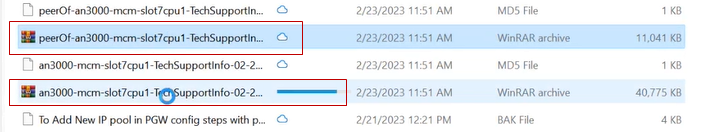 peerOf-an3000-mcm-slot7cpu1-TechSupportIn... 2/23/2023 11:51 AM MD5 File 1 KB
peerOf-an3000-mcm-slot7cpu1-TechSupportIn... 2/23/2023 11:51 AM WinRAR archive 11,041 KB
an3000-mcm-slot7cpu1-TechSupportInfo-02-2... 2/23/2023 11:51 AM MD5 File 1 KB
an3000-mcm-slot7cpu1-TechSupportInfo-02-2... 2/23/2023 11:51 AM WinRAR archive 40,775 KB
To Add New IP pool in PGW config steps with p... 2/21/2023 12:21 PM BAK File 4 KB